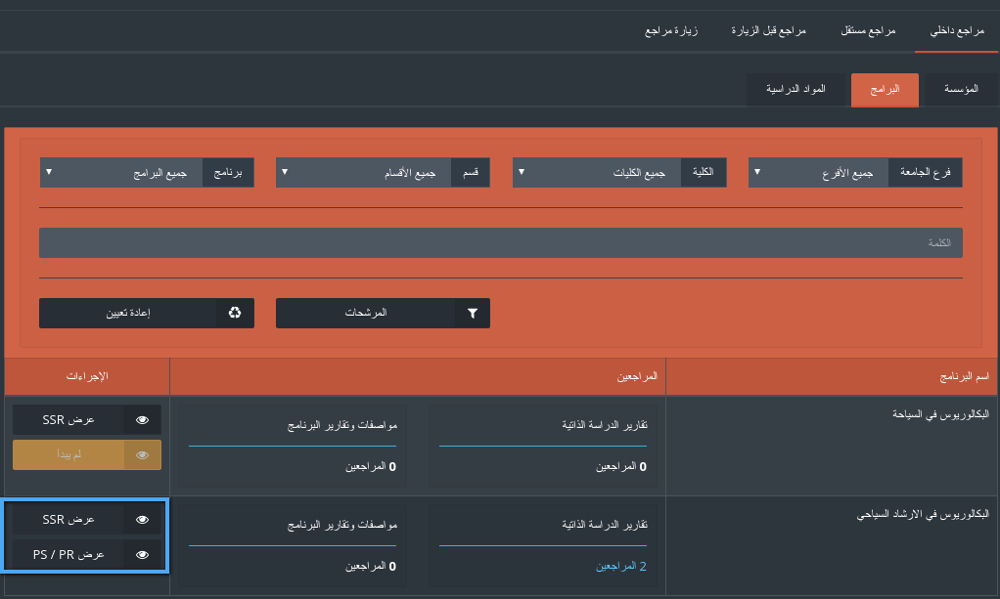 مراجع داخلي
مراجع مستقل
مراجع قبل الزيارة
زيارة مراجع
المؤسسة
البرامج
المواد الدراسية
فرع الجامعة
جميع الأفرع
الكلية
جميع الكليات
قسم
جميع الأقسام
برنامج
جميع البرامج
الكلمة
المرشحات
إعادة تعيين
اسم البرنامج
المراجعين
الإجراءات
البكالوريوس في السياحة
تقارير الدراسة الذاتية
0 المراجعين
مواصفات وتقارير البرنامج
0 المراجعين
عرض SSR
لم يبدأ
البكالوريوس في الارشاد السياحي
تقارير الدراسة الذاتية
2 المراجعين
مواصفات وتقارير البرنامج
0 المراجعين
عرض SSR
عرض PS / PR